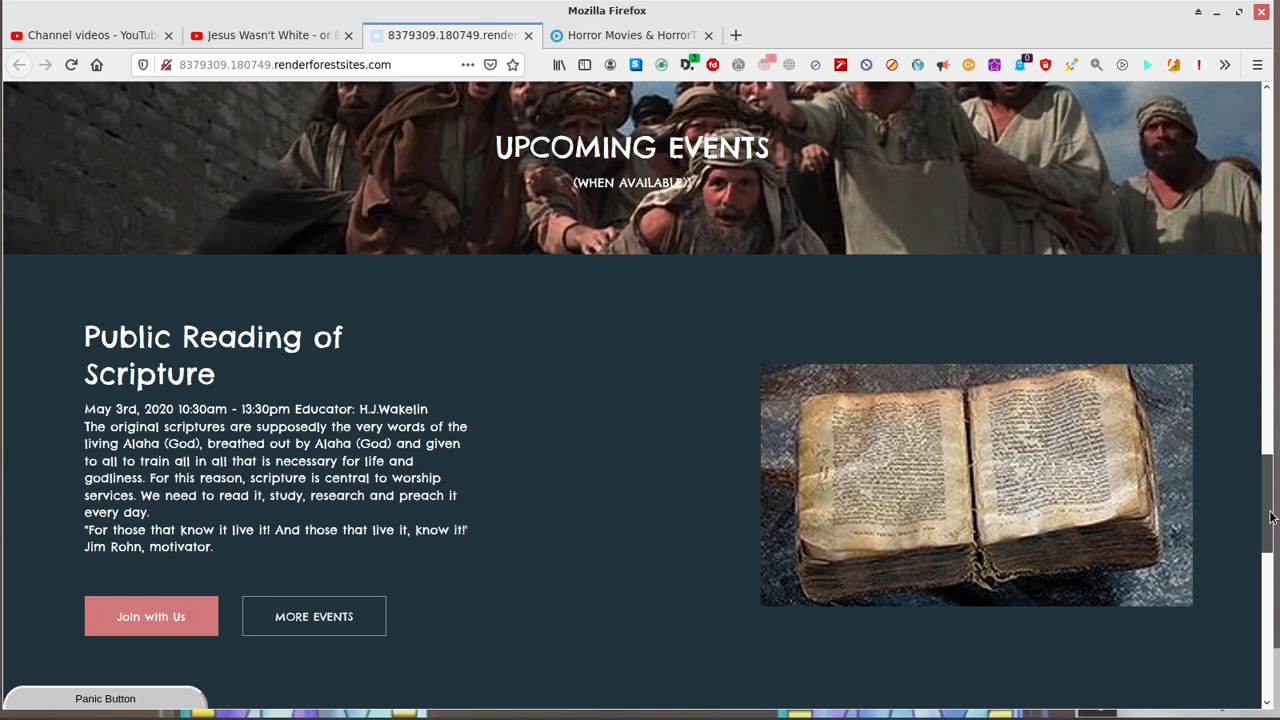 Mozilla Firefox
Channel videos - YouTub
Jesus Wasn't White - or B
8379309.180749.render
Horror Movies & HorrorT
8379309.180749.renderforestsites.com
3
0
UPCOMING EVENTS
(WHEN AVAILABLE))
Public Reading of
Scripture
May 3rd, 2020 10:30am - 13:30pm Educator: H.J.Wakelin
The original scriptures are supposedly the very words of the
living Alaha (God), breathed out by Alaha (God) and given
to all to train all in all that is necessary for life and
godliness. For this reason, scripture is central to worship
services. We need to read it, study, research and preach it
every day.
"For those that know it live it! And those that live it, know it!'
Jim Rohn, motivator.
Join with Us
MORE EVENTS
Panic Button